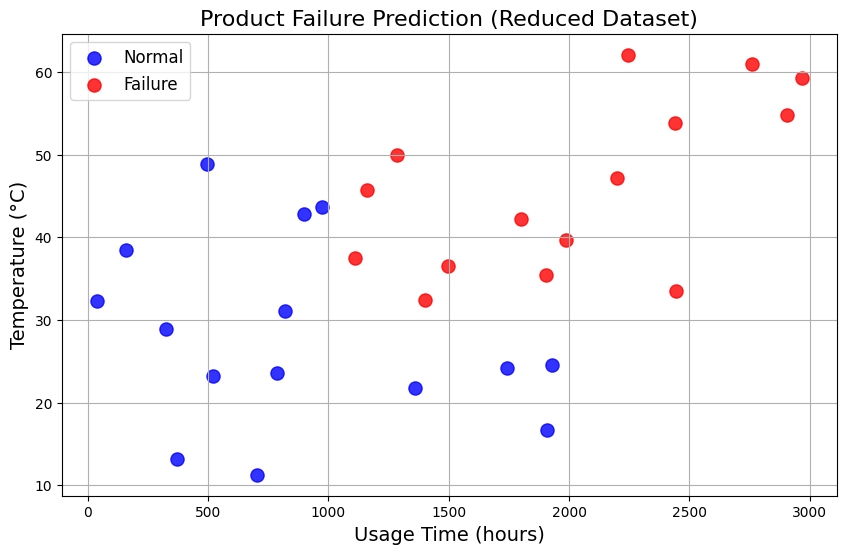 Product Failure Prediction (Reduced Dataset)
Normal
Failure
Temperature (°C)
60
50
40
30
20
10
0
500
1000
1500
2000
2500
3000
Usage Time (hours)